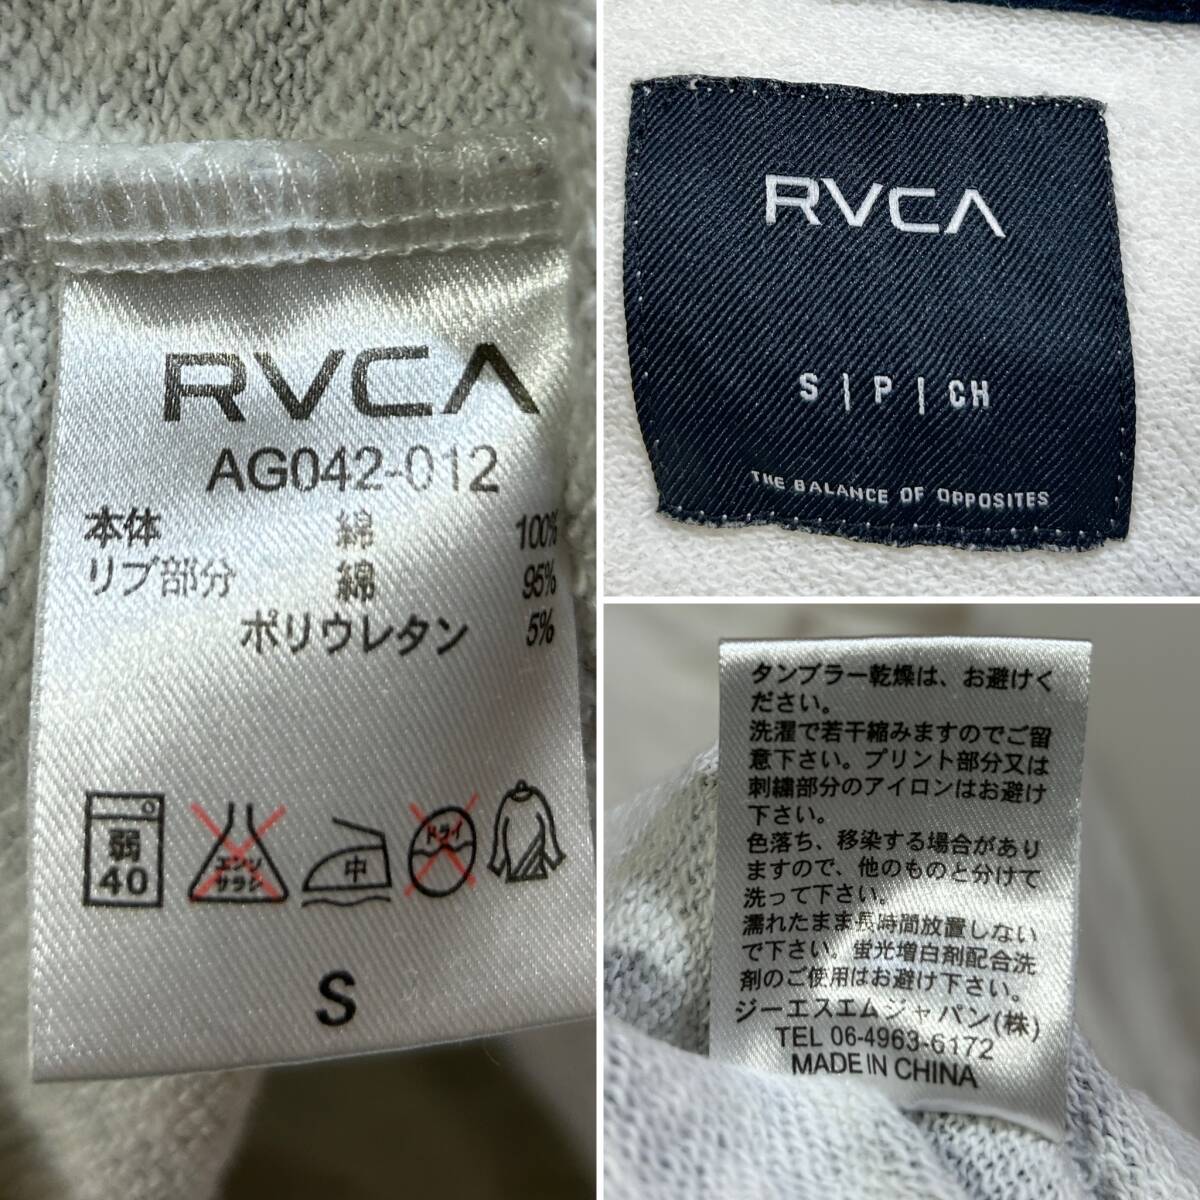 RVCA
AG042-012
本体 綿 100%
リブ部分 綿 95%
ポリウレタン 5%
弱
40
エンソ
サラシ
中
ドライ
S
RVCA
S | P | CH
THE BALANCE OF OPPOSITES
タンブラー乾燥は、お避けく
ださい。
洗濯で若干縮みますのでご留
意下さい。プリント部分又は
刺繍部分のアイロンはお避け
下さい。
色落ち、移染する場合があり
ますので、他のものと分けて
洗って下さい。
濡れたまま長時間放置しない
で下さい。蛍光増白剤配合洗
剤のご使用はお避け下さい。
ジーエスエムジャパン(株)
TEL 06-4963-6172
MADE IN CHINA